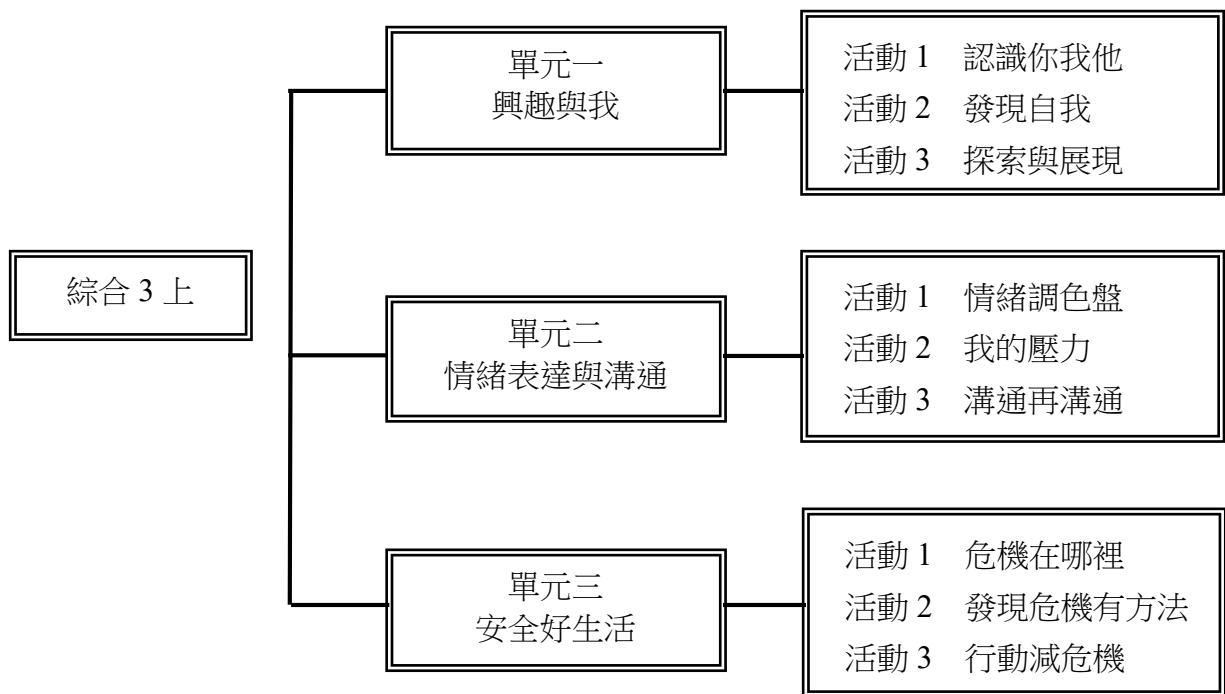 綜合 3 上
單元一
興趣與我
活動 1 認識你我他
活動 2 發現自我
活動 3 探索與展現
單元二
情緒表達與溝通
活動 1 情緒調色盤
活動 2 我的壓力
活動 3 溝通再溝通
單元三
安全好生活
活動 1 危機在哪裡
活動 2 發現危機有方法
活動 3 行動減危機